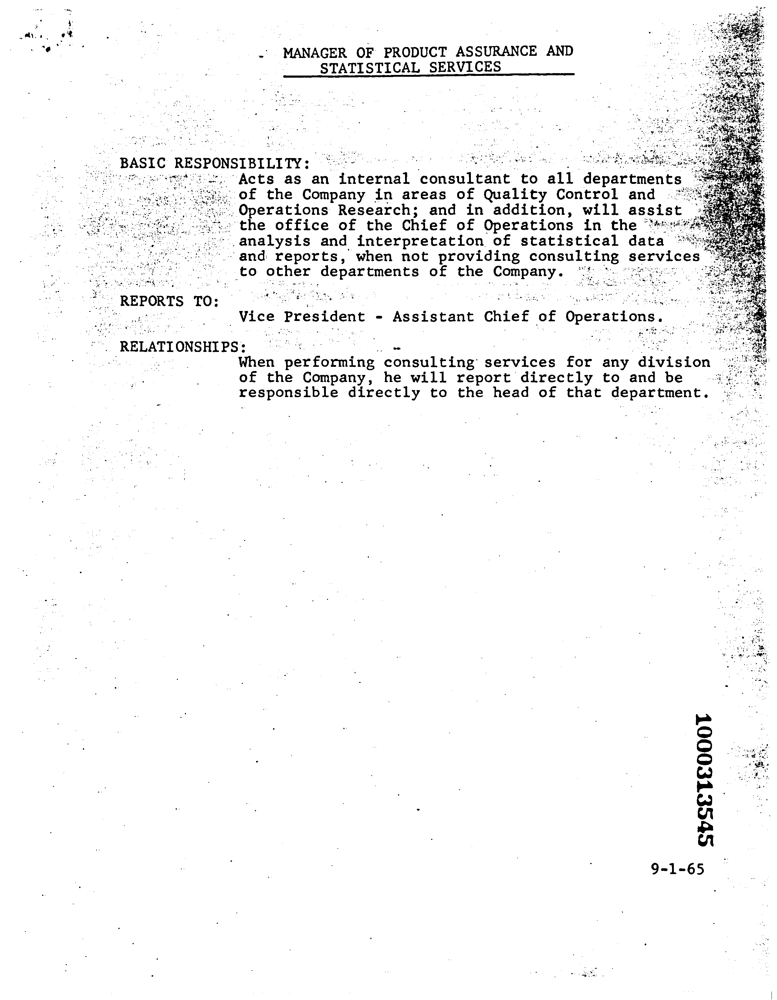 MANAGER OF PRODUCT ASSURANCE AND
STATISTICAL SERVICES
BASIC RESPONSIBILITY:
Acts as an internal consultant to all departments
of the Company in areas of Quality Control and
Operations Research; and in addition, will assist
the office of the Chief of Operations in the
analysis and interpretation of statistical data
and reports, when not providing consulting services
to other departments of the Company.
REPORTS TO:
Vice President - Assistant Chief of Operations.
RELATIONSHIPS:
When performing consulting services for any division
of the Company, he will report directly to and be
responsible directly to the head of that department.
1000313545
9-1-65